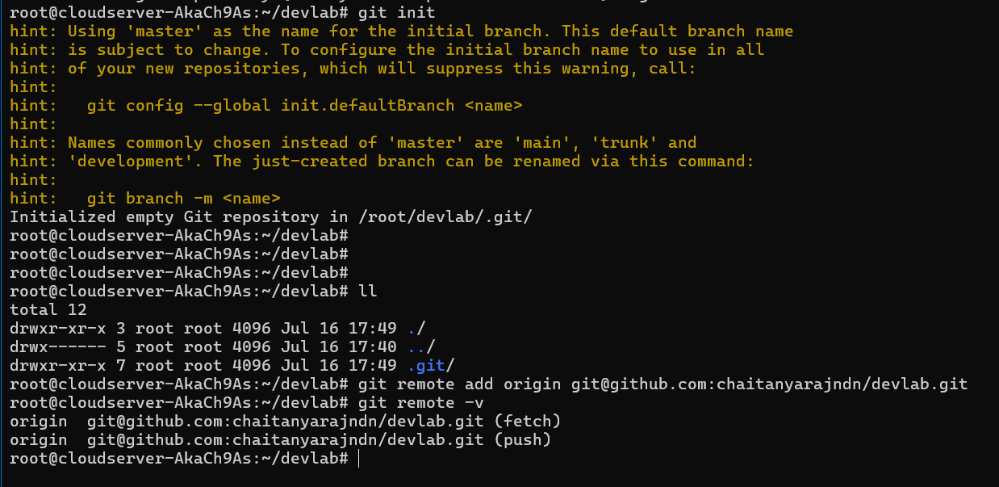 root@cloudserver-AkaCh9As:~/devlab# git init
hint: Using 'master' as the name for the initial branch. This default branch name
hint: is subject to change. To configure the initial branch name to use in all
hint: of your new repositories, which will suppress this warning, call:
hint:
hint:   git config --global init.defaultBranch <name>
hint:
hint: Names commonly chosen instead of 'master' are 'main', 'trunk' and
hint: 'development'. The just-created branch can be renamed via this command:
hint:
hint:   git branch -m <name>
Initialized empty Git repository in /root/devlab/.git/
root@cloudserver-AkaCh9As:~/devlab#
root@cloudserver-AkaCh9As:~/devlab#
root@cloudserver-AkaCh9As:~/devlab#
root@cloudserver-AkaCh9As:~/devlab# ll
total 12
drwxr-xr-x 3 root root 4096 Jul 16 17:49 ./
drwx------ 5 root root 4096 Jul 16 17:40 ../
drwxr-xr-x 7 root root 4096 Jul 16 17:49 .git/
root@cloudserver-AkaCh9As:~/devlab# git remote add origin git@github.com:chaitanyarajndn/devlab.git
root@cloudserver-AkaCh9As:~/devlab# git remote -v
origin  git@github.com:chaitanyarajndn/devlab.git (fetch)
origin  git@github.com:chaitanyarajndn/devlab.git (push)
root@cloudserver-AkaCh9As:~/devlab#